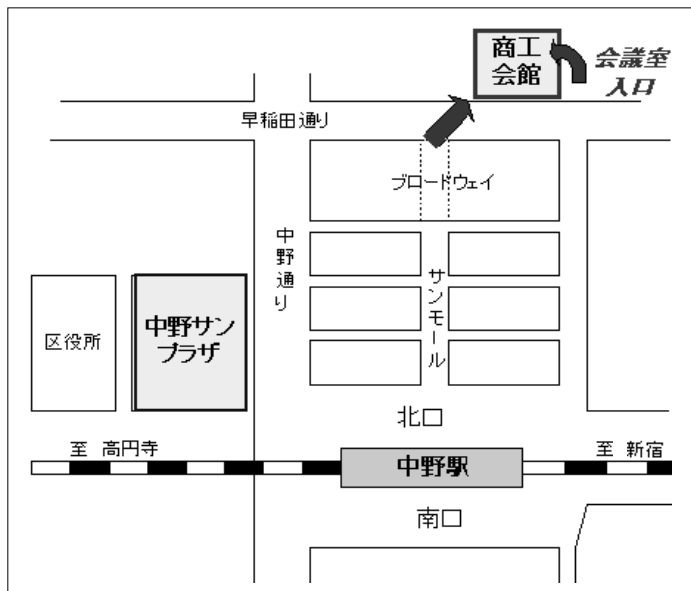 商工
会館
会議室
入口
早稲田通り
ブロードウェイ
中野通り
サンモール
区役所
中野サン
プラザ
北口
至 高円寺
至 新宿
中野駅
南口